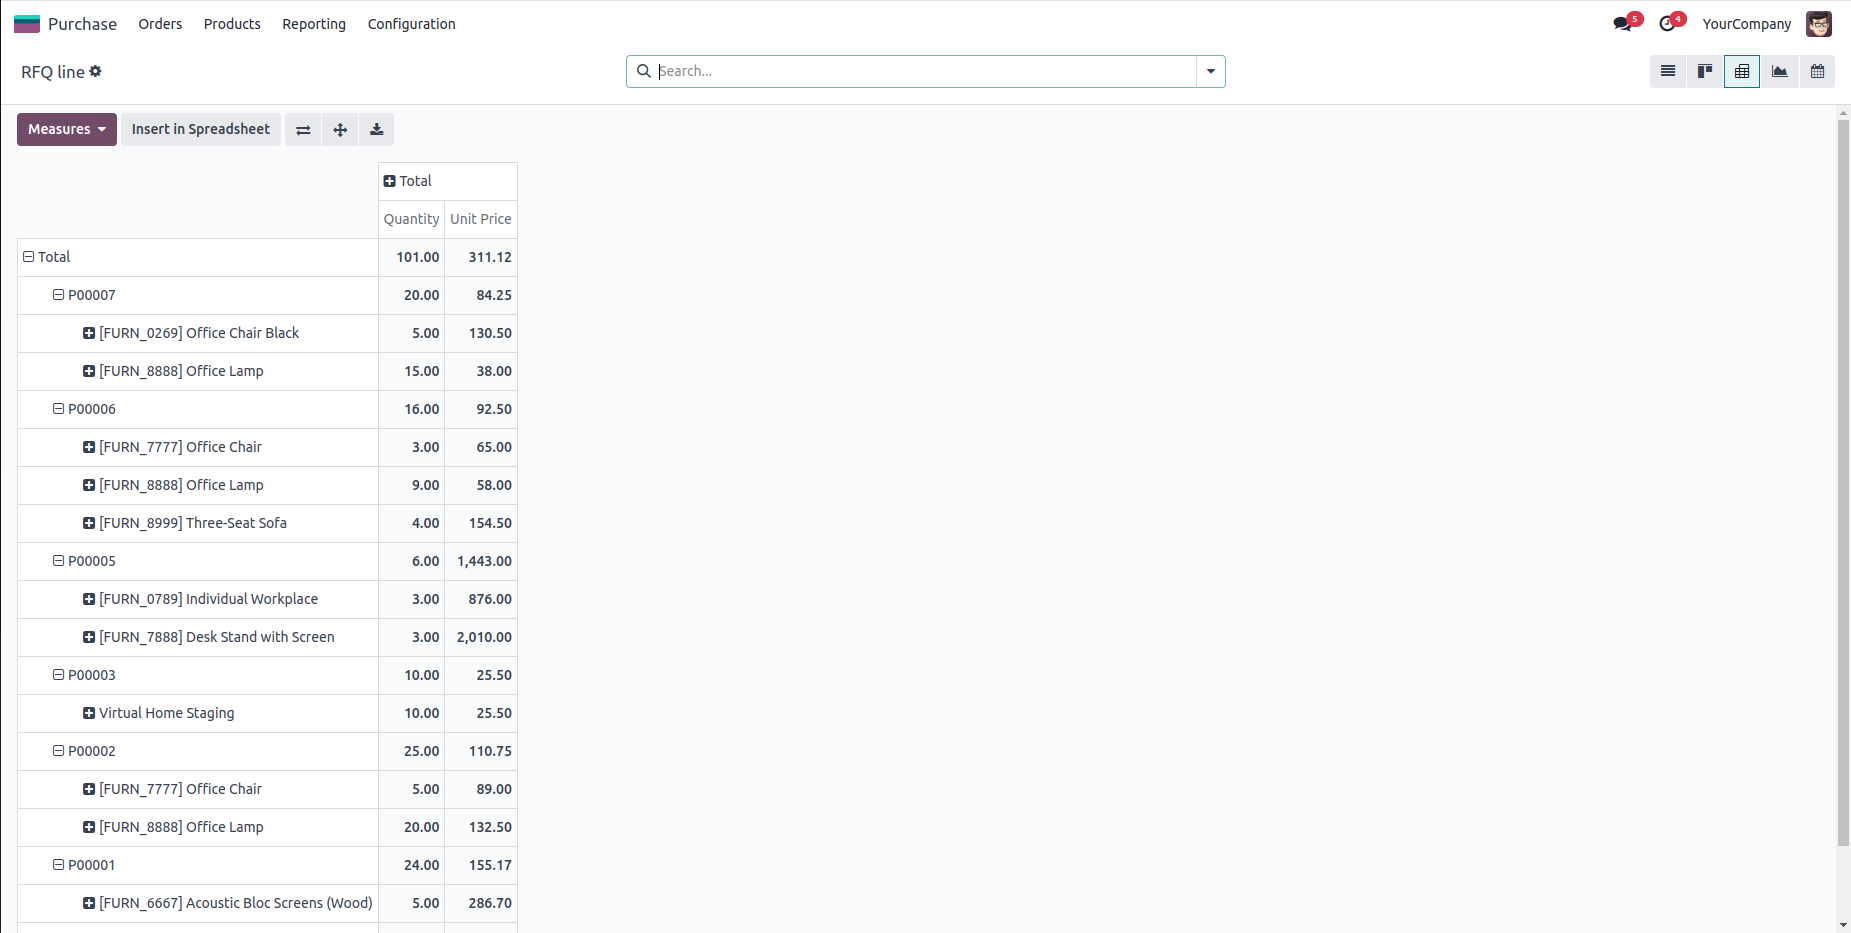 Purchase Orders Products Reporting Configuration 5 4 YourCompany
RFQ line Search...
Measures Insert in Spreadsheet
Total
Quantity Unit Price
Total 101.00 311.12
P00007 20.00 84.25
[FURN_0269] Office Chair Black 5.00 130.50
[FURN_8888] Office Lamp 15.00 38.00
P00006 16.00 92.50
[FURN_7777] Office Chair 3.00 65.00
[FURN_8888] Office Lamp 9.00 58.00
[FURN_8999] Three-Seat Sofa 4.00 154.50
P00005 6.00 1,443.00
[FURN_0789] Individual Workplace 3.00 876.00
[FURN_7888] Desk Stand with Screen 3.00 2,010.00
P00003 10.00 25.50
Virtual Home Staging 10.00 25.50
P00002 25.00 110.75
[FURN_7777] Office Chair 5.00 89.00
[FURN_8888] Office Lamp 20.00 132.50
P00001 24.00 155.17
[FURN_6667] Acoustic Bloc Screens (Wood) 5.00 286.70